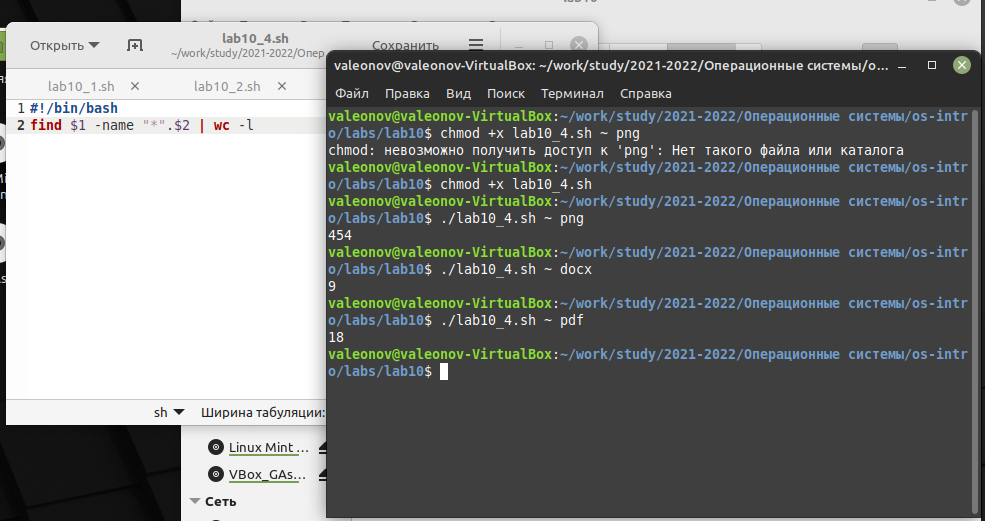 lab10_4.sh
Открыть
~/work/study/2021-2022/Опер
Сохранить
lab10_1.sh
lab10_2.sh
1 #!/bin/bash
2 find $1 -name "*".$2 | wc -l
sh
Ширина табуляции:
Linux Mint ...
VBox_GAs...
Сеть
valeonov@valeonov-VirtualBox: ~/work/study/2021-2022/Операционные системы/o...
Файл Правка Вид Поиск Терминал Справка
valeonov@valeonov-VirtualBox:~/work/study/2021-2022/Операционные системы/os-intr
o/labs/lab10$ chmod +x lab10_4.sh ~ png
chmod: невозможно получить доступ к 'png': Нет такого файла или каталога
valeonov@valeonov-VirtualBox:~/work/study/2021-2022/Операционные системы/os-intr
o/labs/lab10$ chmod +x lab10_4.sh
valeonov@valeonov-VirtualBox:~/work/study/2021-2022/Операционные системы/os-intr
o/labs/lab10$ ./lab10_4.sh ~ png
454
valeonov@valeonov-VirtualBox:~/work/study/2021-2022/Операционные системы/os-intr
o/labs/lab10$ ./lab10_4.sh ~ docx
9
valeonov@valeonov-VirtualBox:~/work/study/2021-2022/Операционные системы/os-intr
o/labs/lab10$ ./lab10_4.sh ~ pdf
18
valeonov@valeonov-VirtualBox:~/work/study/2021-2022/Операционные системы/os-intr
o/labs/lab10$